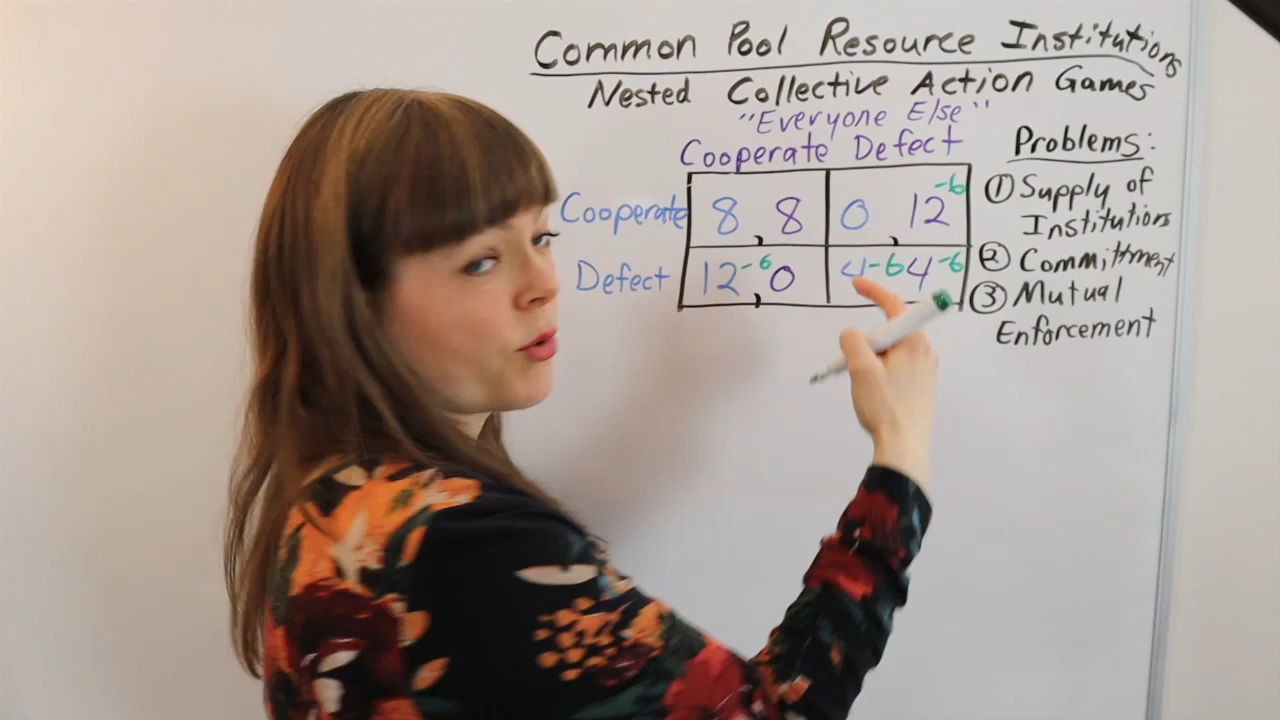 Common Pool Resource Institutions
Nested Collective Action Games
"Everyone Else"
Cooperate Defect
Cooperate 8 , 8 0 , 12 -6
Defect 12 -6 , 0 4 -6 4 -6
Problems:
① Supply of
Institutions
② Committment
③ Mutual
Enforcement